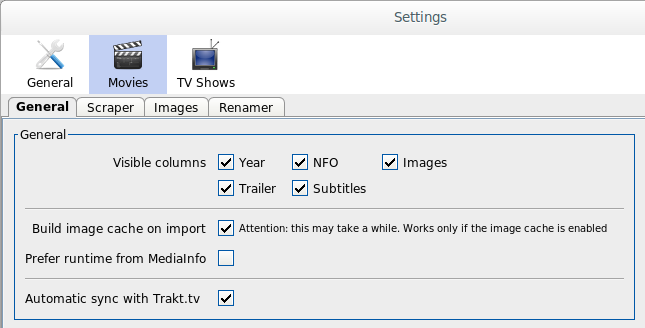 Settings
General Movies TV Shows
General Scraper Images Renamer
General
Visible columns Year NFO Images
Trailer Subtitles
Build image cache on import Attention: this may take a while. Works only if the image cache is enabled
Prefer runtime from MediaInfo
Automatic sync with Trakt.tv